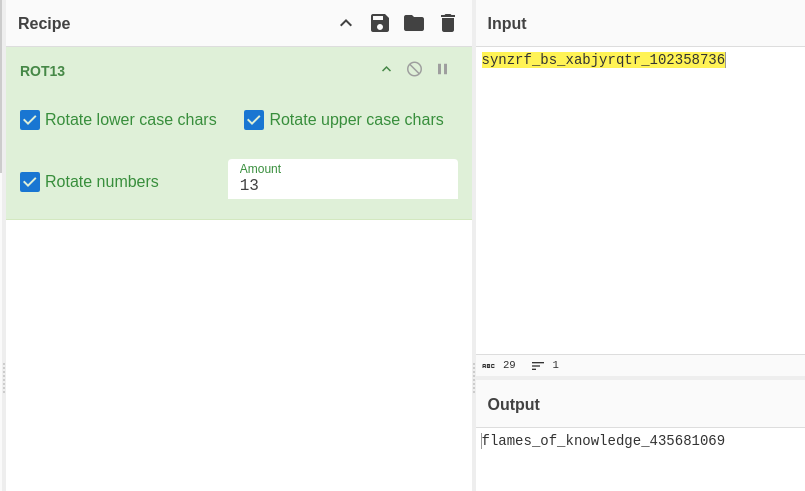 Recipe
ROT13
Rotate lower case chars
Rotate upper case chars
Rotate numbers
Amount
13
Input
synzrf_bs_xabjyrqtr_102358736
ABC 29 1
Output
flames_of_knowledge_435681069